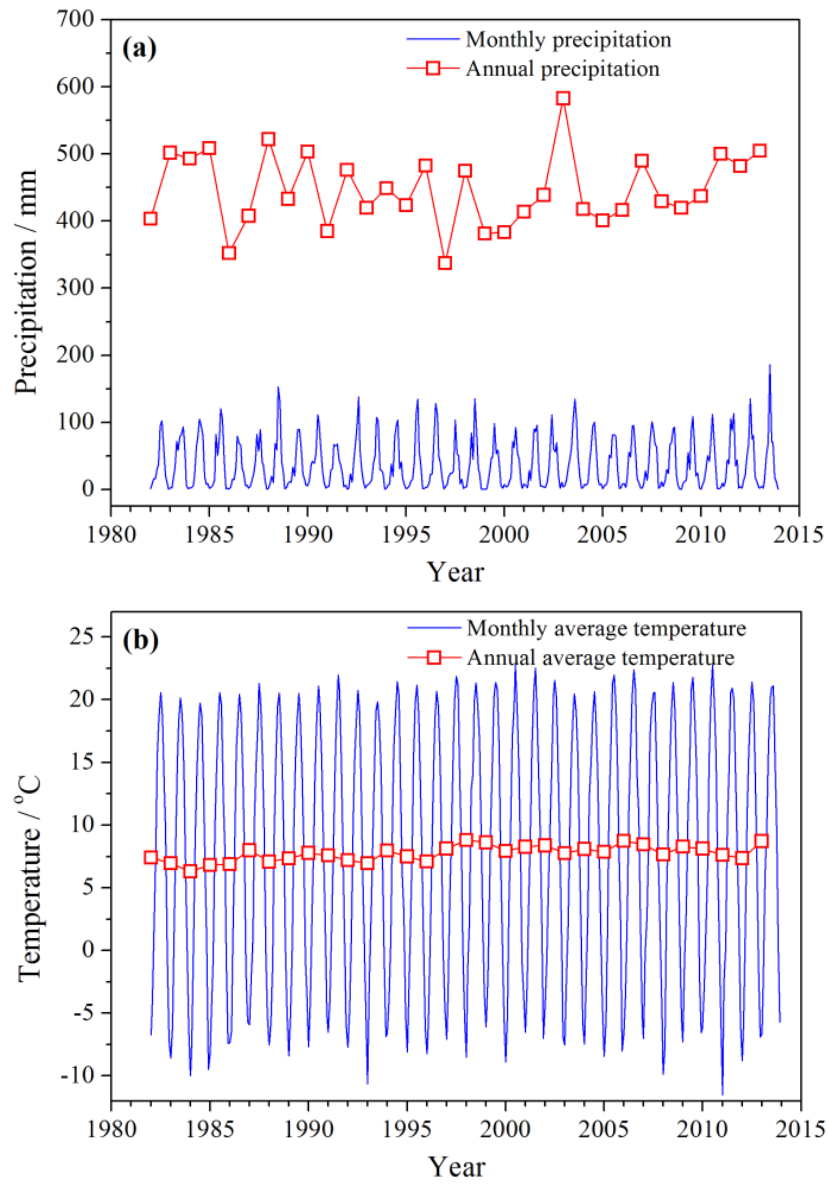 700
(a)
Monthly precipitation
Annual precipitation
600
500
400
300
200
100
0
Precipitation / mm
1980 1985 1990 1995 2000 2005 2010 2015
Year
(b)
Monthly average temperature
Annual average temperature
25
20
15
10
5
0
-5
-10
Temperature / °C
1980 1985 1990 1995 2000 2005 2010 2015
Year